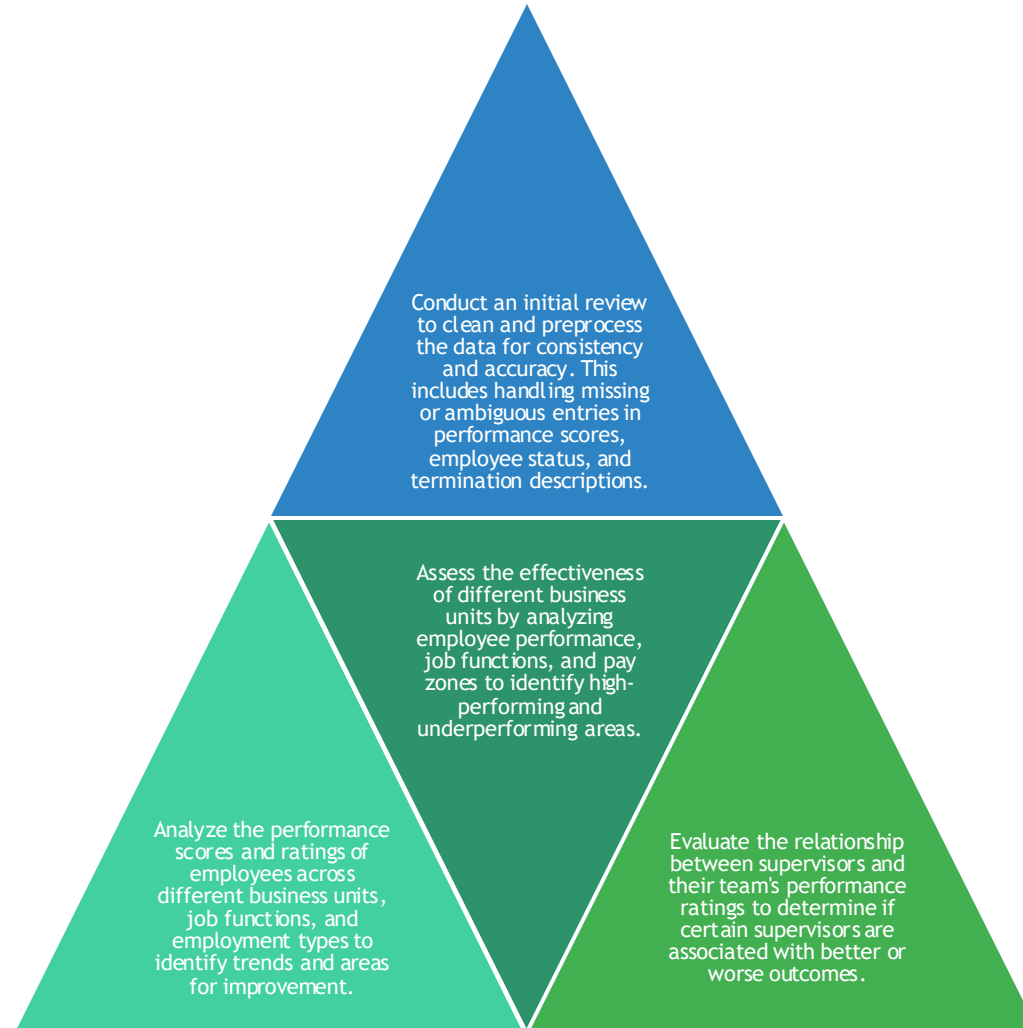 Conduct an initial review
to clean and preprocess
the data for consistency
and accuracy. This
includes handling missing
or ambiguous entries in
performance scores,
employee status, and
termination descriptions.
Assess the effectiveness
of different business
units by analyzing
employee performance,
job functions, and pay
zones to identify high-
performing and
underperforming areas.
Analyze the performance
scores and ratings of
employees across
different business units,
job functions, and
employment types to
identify trends and areas
for improvement.
Evaluate the relationship
between supervisors and
their team's performance
ratings to determine if
certain supervisors are
associated with better or
worse outcomes.